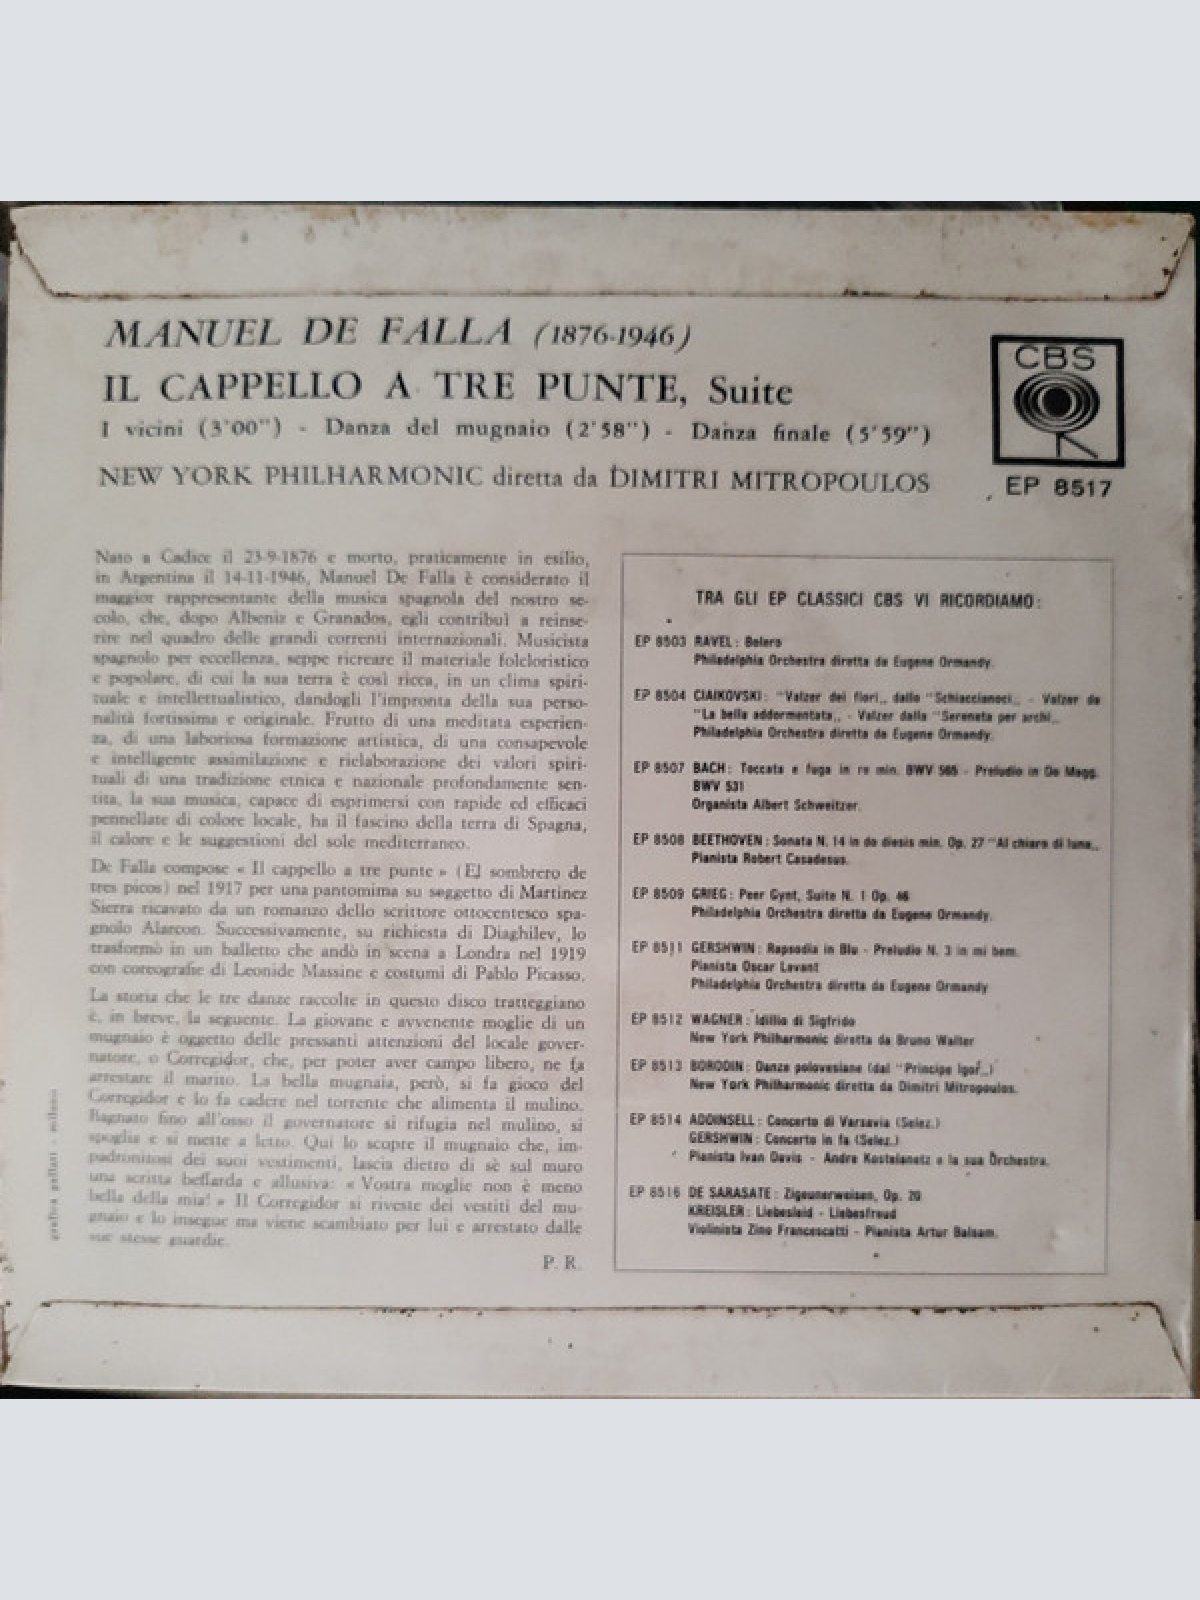 MANUEL DE FALLA (1876-1946)
IL CAPPELLO A TRE PUNTE, Suite
I vicini (3'00") - Danza del mugnaio (2'58") - Danza finale (5'59")
NEW YORK PHILHARMONIC diretta da DIMITRI MITROPOULOS
CBS
EP 8517
Nato a Cadice il 23-9-1876 e morto, praticamente in esilio,
in Argentina il 14-11-1946, Manuel De Falla è considerato il
maggior rappresentante della musica spagnola del nostro se-
colo, che, dopo Albeniz e Granados, egli contribuì a reinse-
rire nel quadro delle grandi correnti internazionali. Musicista
spagnolo per eccellenza, seppe ricreare il materiale folcloristico
e popolare, di cui la sua terra è così ricca, in un clima spiri-
tuale e intellettualistico, dandogli l'impronta della sua perso-
nalità fortissima e originale. Frutto di una meditata esperien-
za, di una laboriosa formazione artistica, di una consapevole
e intelligente assimilazione e rielaborazione dei valori spiri-
tuali di una tradizione etnica e nazionale profondamente sen-
tita, la sua musica, capace di esprimersi con rapide ed efficaci
pennellate di colore locale, ha il fascino della terra di Spagna,
il calore e le suggestioni del sole mediterraneo.
De Falla compose « Il cappello a tre punte » (El sombrero de
tres picos) nel 1917 per una pantomima su soggetto di Martinez
Sierra ricavato da un romanzo dello scrittore ottocentesco spa-
gnolo Alarcon. Successivamente, su richiesta di Diaghilev, lo
trasformò in un balletto che andò in scena a Londra nel 1919
con coreografie di Leonide Massine e costumi di Pablo Picasso.
La storia che le tre danze raccolte in questo disco tratteggiano
è, in breve, la seguente. La giovane e avvenente moglie di un
mugnaio è oggetto delle pressanti attenzioni del locale gover-
natore, o Corregidor, che, per poter aver campo libero, ne fa
arrestare il marito. La bella mugnaia, però, si fa gioco del
Corregidor e lo fa cadere nel torrente che alimenta il mulino.
Bagnato fino all'osso il governatore si rifugia nel mulino, si
spoglia e si mette a letto. Qui lo scopre il mugnaio che, im-
padronitosi dei suoi vestimenti, lascia dietro di sè sul muro
una scritta beffarda e allusiva: « Vostra moglie non è meno
bella della mia! » Il Corregidor si riveste dei vestiti del mu-
gnaio e lo insegue ma viene scambiato per lui e arrestato dalle
sue stesse guardie.
P. R.
grafica gallari - milano
TRA GLI EP CLASSICI CBS VI RICORDIAMO:
EP 8503 RAVEL: Bolero
Philadelphia Orchestra diretta da Eugene Ormandy.
EP 8504 CIAIKOVSKI: "Valzer dei fiori,, dallo "Schiaccianoci,, - Valzer da
"La bella addormentata,, - Valzer dalla "Serenata per archi,,
Philadelphia Orchestra diretta da Eugene Ormandy.
EP 8507 BACH: Toccata e fuga in re min. BWV 565 - Preludio in Do Magg.
BWV 531
Organista Albert Schweitzer.
EP 8508 BEETHOVEN: Sonata N. 14 in do diesis min. Op. 27 "Al chiaro di luna,,
Pianista Robert Casadesus.
EP 8509 GRIEG: Peer Gynt, Suite N. 1 Op. 46
Philadelphia Orchestra diretta da Eugene Ormandy.
EP 8511 GERSHWIN: Rapsodia in Blu - Preludio N. 3 in mi bem.
Pianista Oscar Levant
Philadelphia Orchestra diretta da Eugene Ormandy
EP 8512 WAGNER: Idillio di Sigfrido
New York Philharmonic diretta da Bruno Walter
EP 8513 BORODIN: Danze polovesiane (dal "Principe Igor,,)
New York Philharmonic diretta da Dimitri Mitropoulos.
EP 8514 ADDINSELL: Concerto di Varsavia (Selez.)
GERSHWIN: Concerto in fa (Selez.)
Pianista Ivan Davis - Andre Kostelanetz e la sua Orchestra.
EP 8516 DE SARASATE: Zigeunerweisen, Op. 20
KREISLER: Liebesleid - Liebesfreud
Violinista Zino Francescatti - Pianista Artur Balsam.